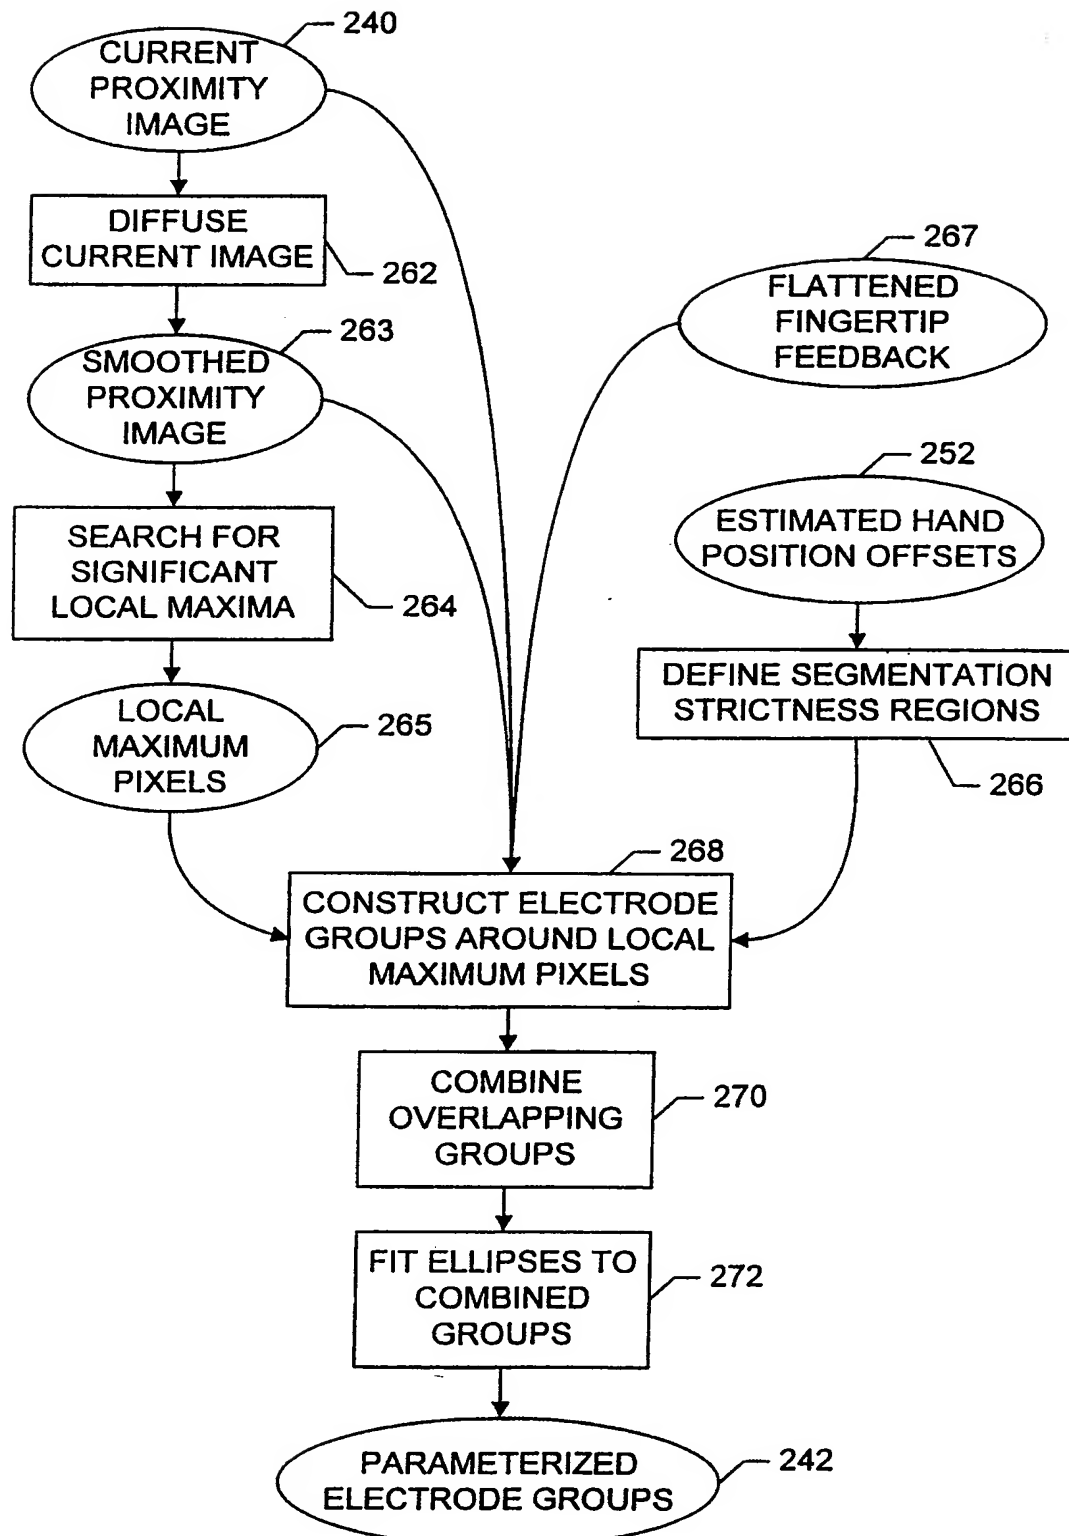 240
CURRENT
PROXIMITY
IMAGE
DIFFUSE
CURRENT IMAGE
262
263
SMOOTHED
PROXIMITY
IMAGE
SEARCH FOR
SIGNIFICANT
LOCAL MAXIMA
264
LOCAL
MAXIMUM
PIXELS
265
267
FLATTENED
FINGERTIP
FEEDBACK
252
ESTIMATED HAND
POSITION OFFSETS
DEFINE SEGMENTATION
STRICTNESS REGIONS
266
268
CONSTRUCT ELECTRODE
GROUPS AROUND LOCAL
MAXIMUM PIXELS
COMBINE
OVERLAPPING
GROUPS
270
FIT ELLIPSES TO
COMBINED
GROUPS
272
PARAMETERIZED
ELECTRODE GROUPS
242